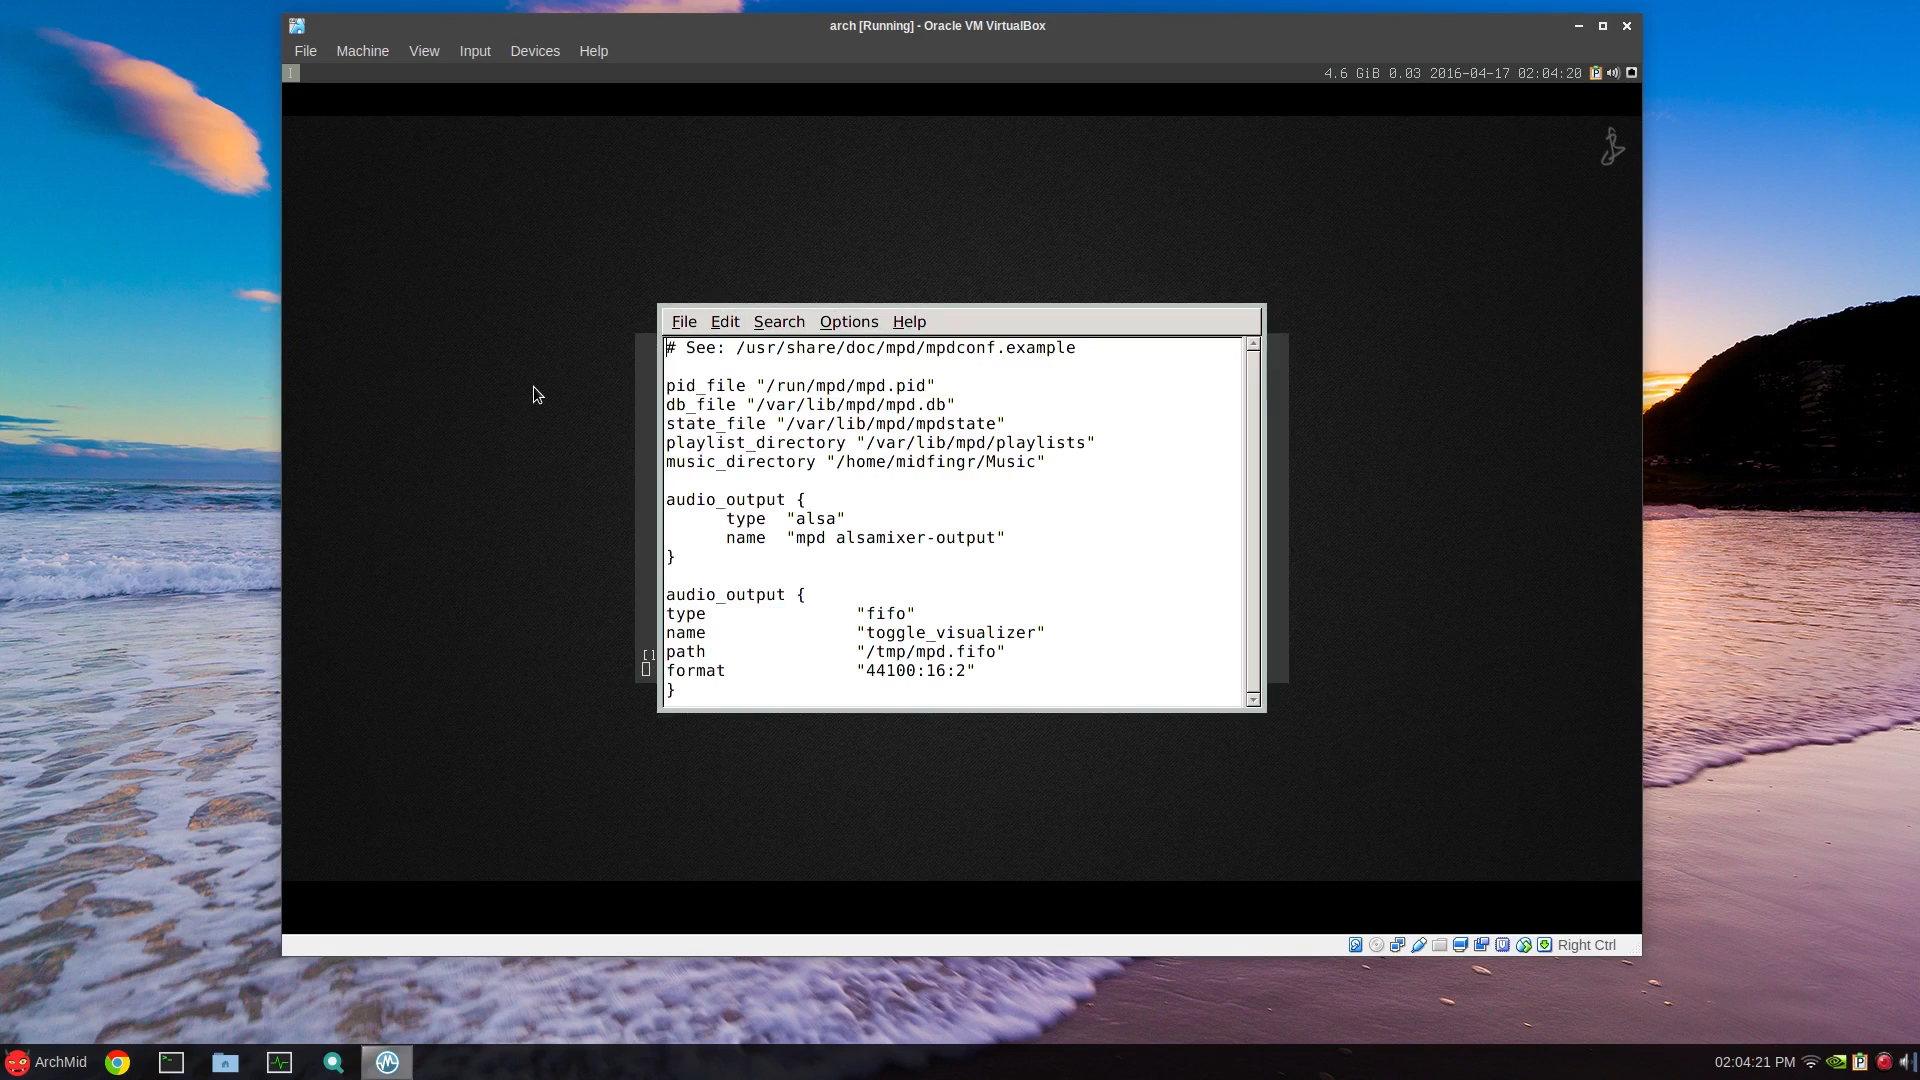 arch [Running] - Oracle VM VirtualBox
File Machine View Input Devices Help
I 4.6 GiB 0.03 2016-04-17 02:04:20
File Edit Search Options Help
# See: /usr/share/doc/mpd/mpdconf.example
pid_file "/run/mpd/mpd.pid"
db_file "/var/lib/mpd/mpd.db"
state_file "/var/lib/mpd/mpdstate"
playlist_directory "/var/lib/mpd/playlists"
music_directory "/home/midfingr/Music"
audio_output {
type "alsa"
name "mpd alsamixer-output"
}
audio_output {
type "fifo"
name "toggle_visualizer"
path "/tmp/mpd.fifo"
format "44100:16:2"
}
[]
Right Ctrl
ArchMid 02:04:21 PM